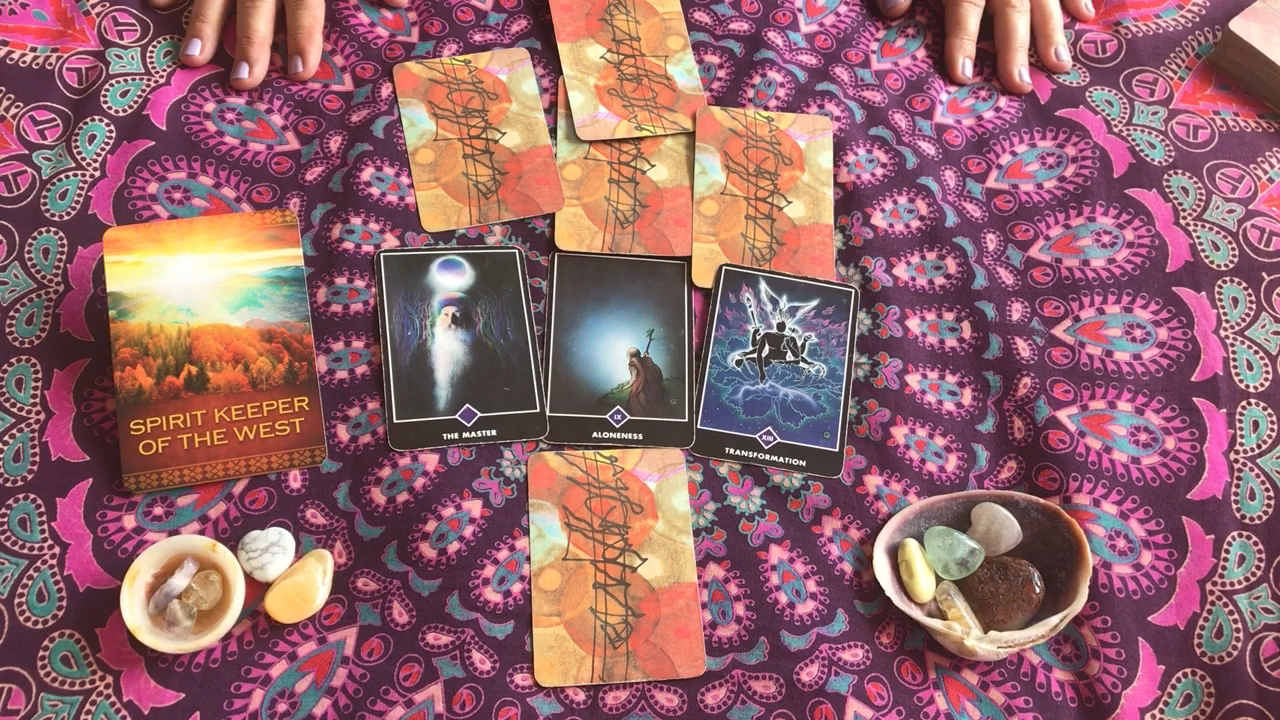 SPIRIT KEEPER
OF THE WEST
THE MASTER
IX
ALONENESS
XIII
TRANSFORMATION